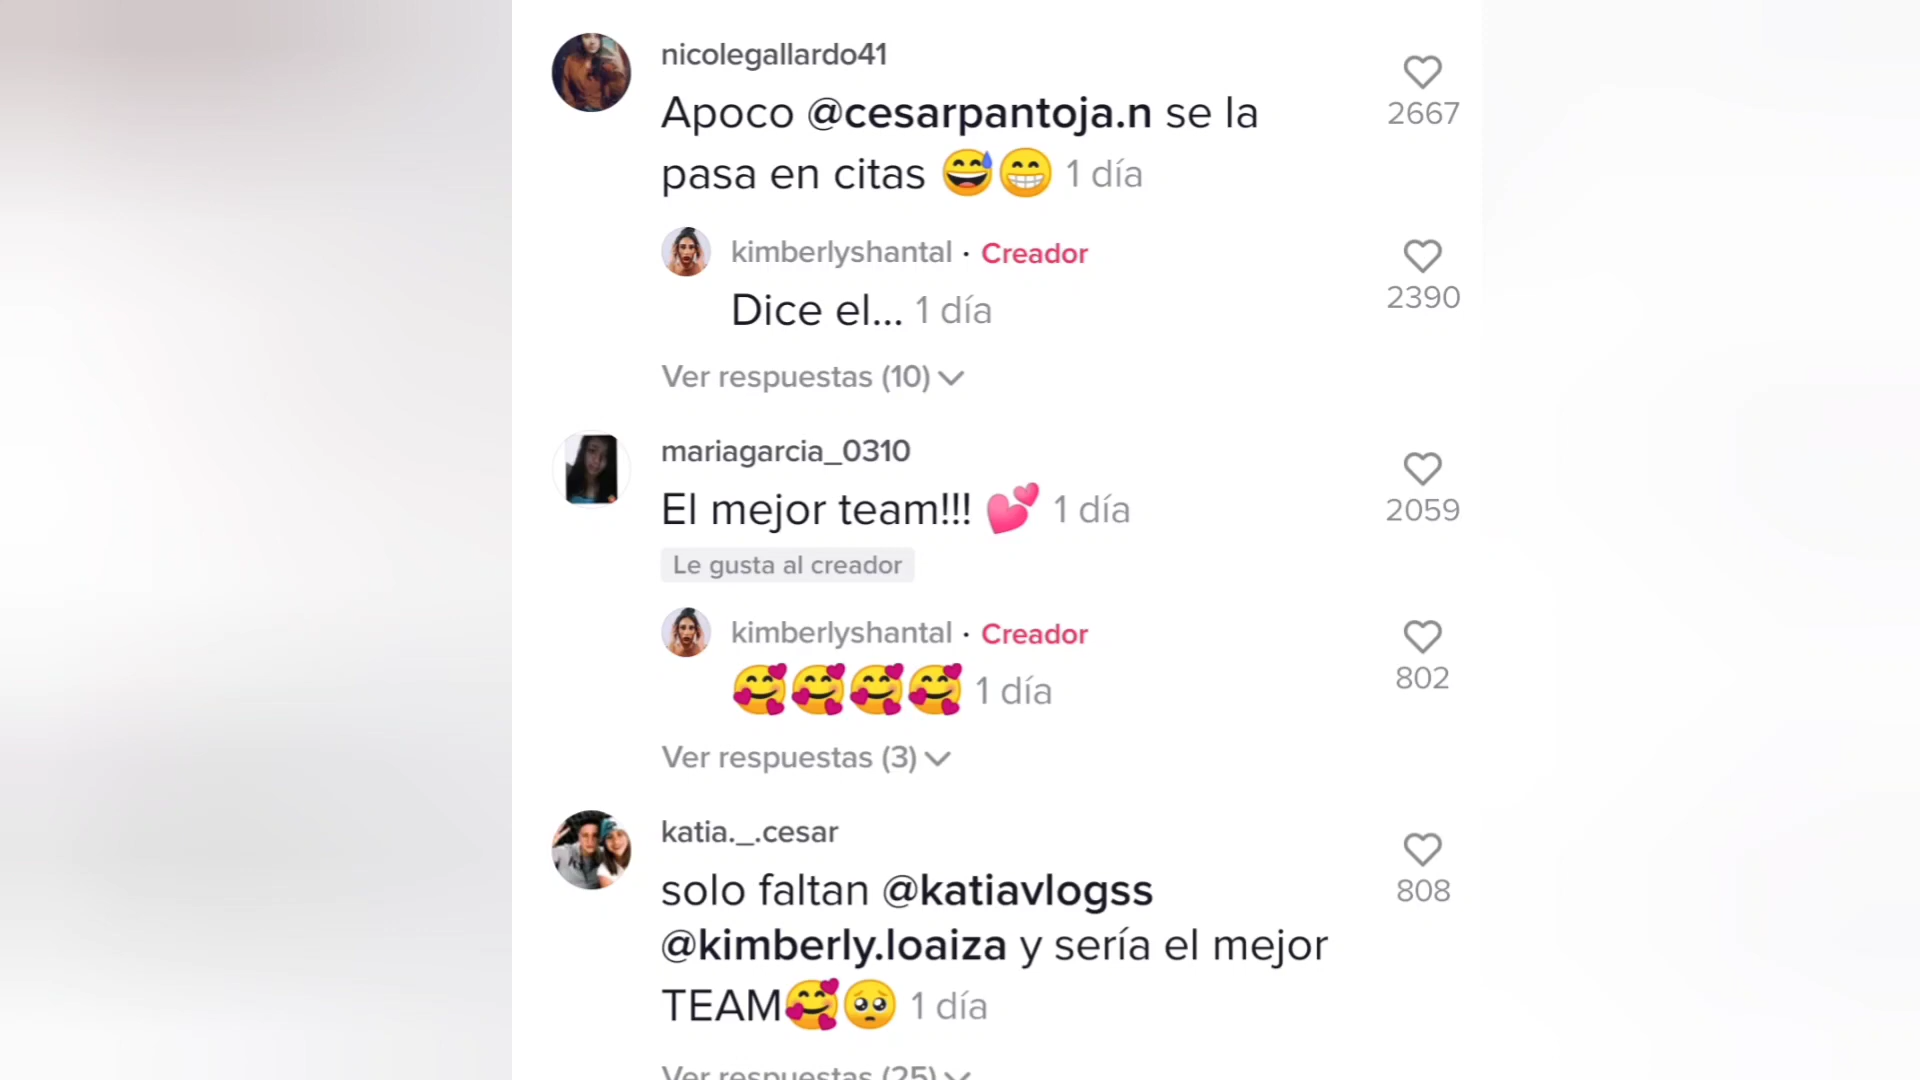 nicolegallardo41
Apoco @cesarpantoja.n se la
2667
pasa en citas 😅😁 1 día
kimberlyshantal · Creador
Dice el... 1 día
2390
Ver respuestas (10)
mariagarcia_0310
El mejor team!!! 💕 1 día
2059
Le gusta al creador
kimberlyshantal · Creador
🥰🥰🥰🥰 1 día
802
Ver respuestas (3)
katia._.cesar
solo faltan @katiavlogss
808
@kimberly.loaiza y sería el mejor
TEAM🥰🥺 1 día
Ver respuestas (25)